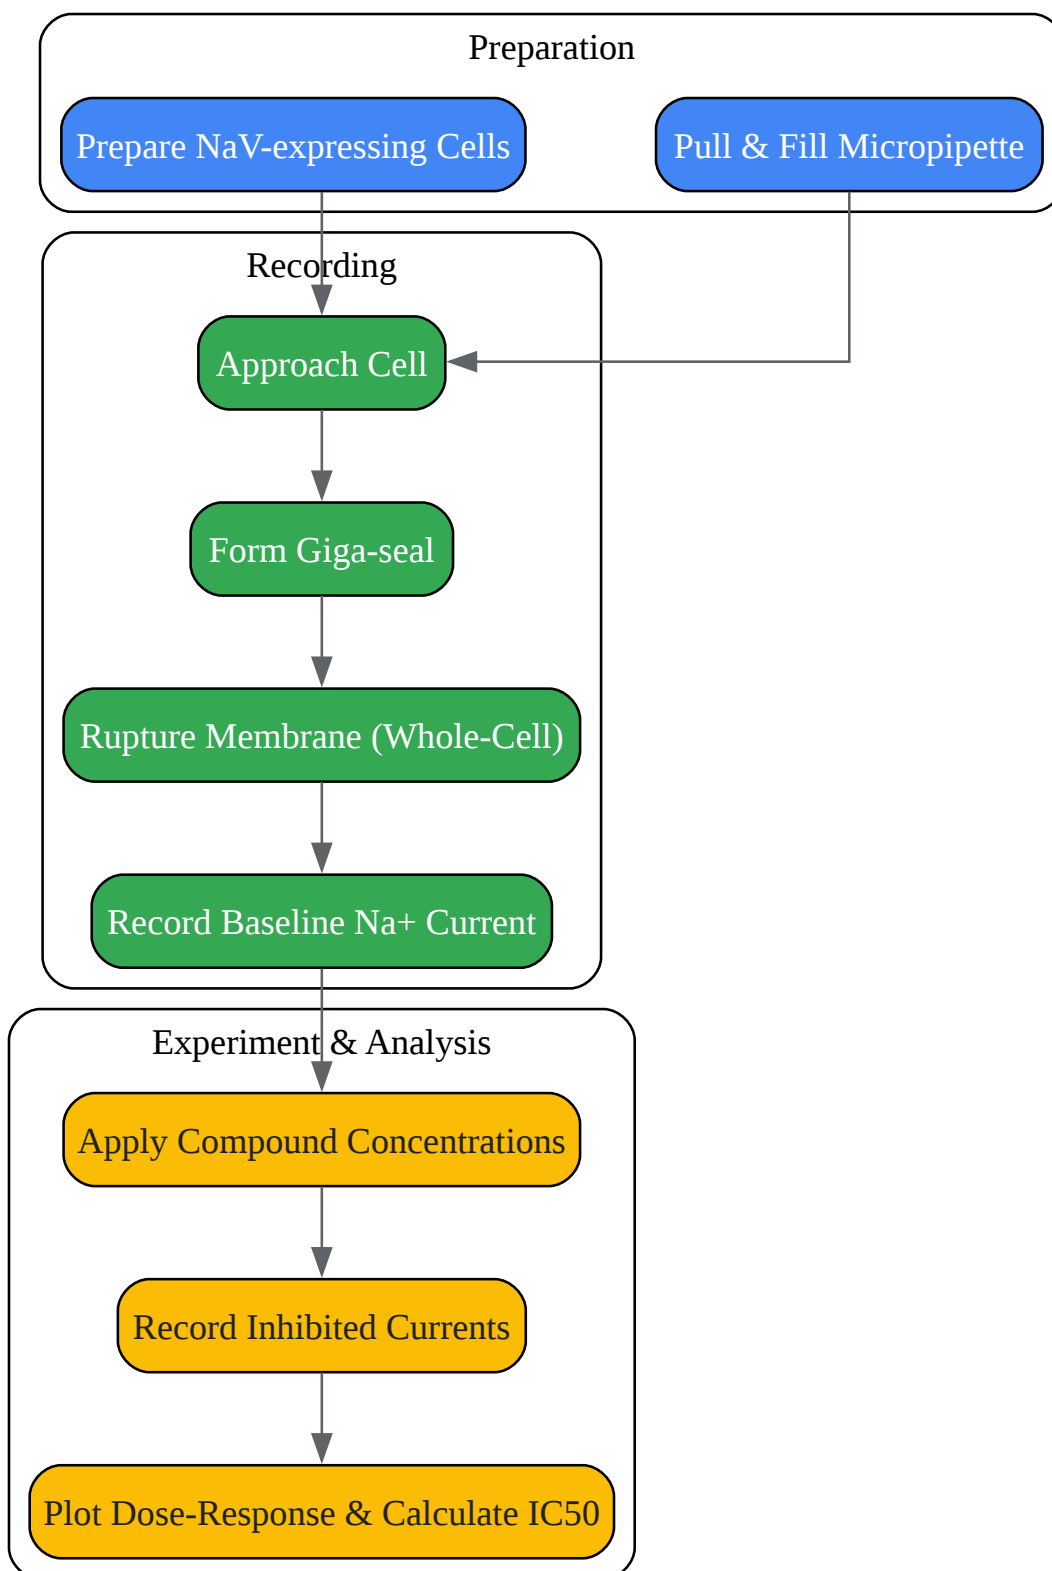 Preparation
Prepare NaV-expressing Cells
Pull & Fill Micropipette
Recording
Approach Cell
Form Giga-seal
Rupture Membrane (Whole-Cell)
Record Baseline Na+ Current
Experiment & Analysis
Apply Compound Concentrations
Record Inhibited Currents
Plot Dose-Response & Calculate IC50